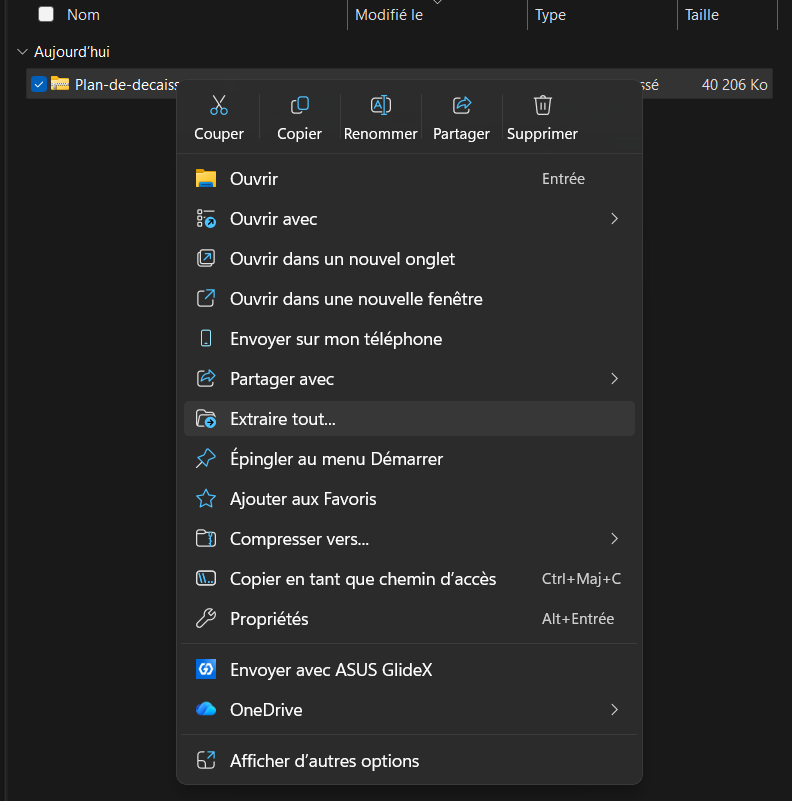 Nom Modifié le Type Taille
Aujourd'hui
Plan-de-decaiss ssé 40 206 Ko
Couper Copier Renommer Partager Supprimer
Ouvrir Entrée
Ouvrir avec
Ouvrir dans un nouvel onglet
Ouvrir dans une nouvelle fenêtre
Envoyer sur mon téléphone
Partager avec
Extraire tout...
Épingler au menu Démarrer
Ajouter aux Favoris
Compresser vers...
Copier en tant que chemin d'accès Ctrl+Maj+C
Propriétés Alt+Entrée
Envoyer avec ASUS GlideX
OneDrive
Afficher d'autres options